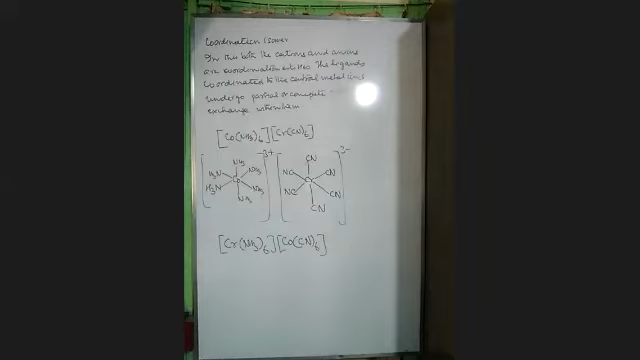 Coordination Isomer
In this both the cations and anions
are coordination entities The ligands
coordinated to the central metal ions
undergo partial or complete
exchange
[Co(NH3)6][Cr(CN)6]
3+ 3-
NH3 CN
H3N NH3 NC CN
Co Cr
H3N NH3 NC CN
NH3 CN
[Cr(NH3)6][Co(CN)6]